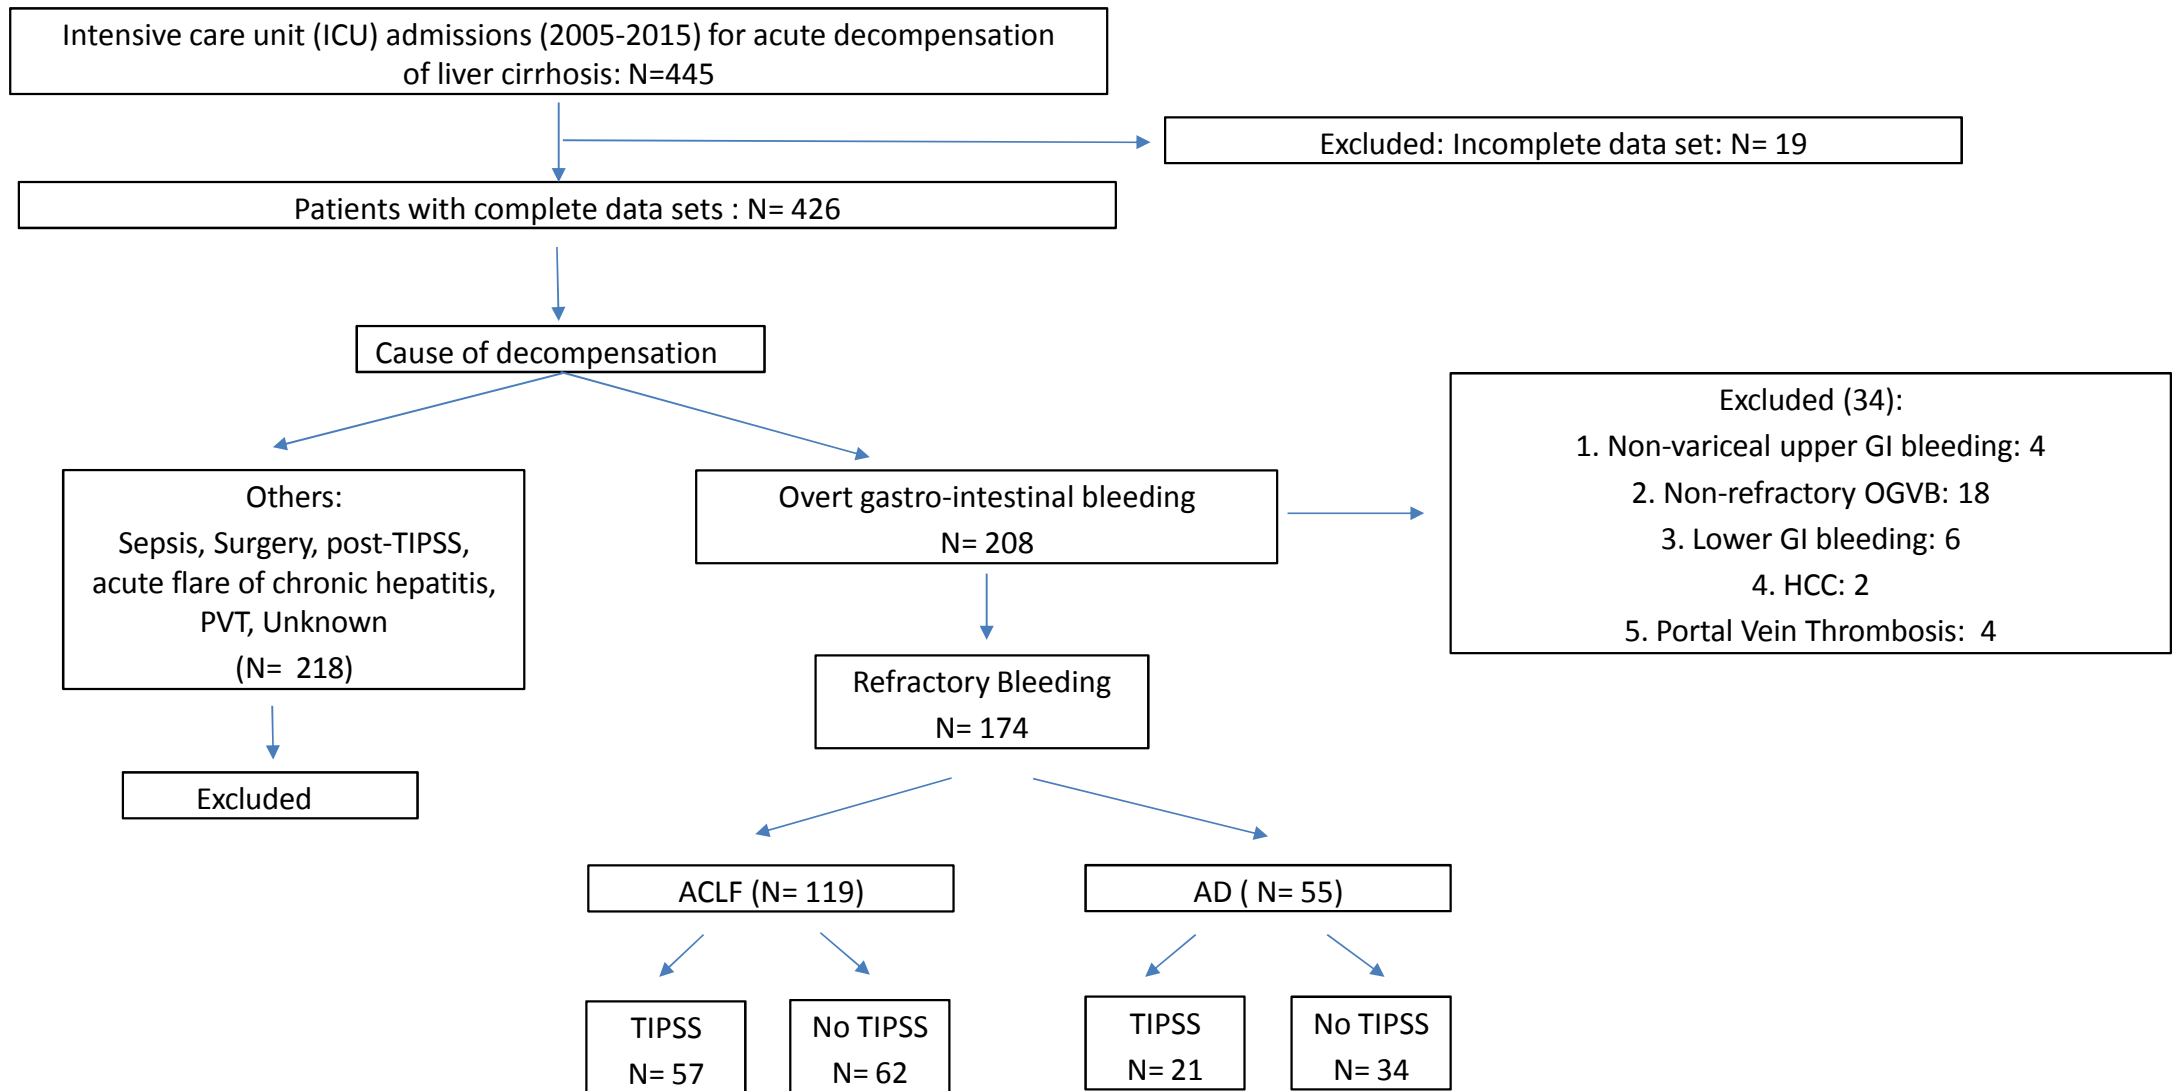 Intensive care unit (ICU) admissions (2005-2015) for acute decompensation
of liver cirrhosis: N=445
Excluded: Incomplete data set: N= 19
Patients with complete data sets : N= 426
Cause of decompensation
Others:
Sepsis, Surgery, post-TIPSS,
acute flare of chronic hepatitis,
PVT, Unknown
(N=  218)
Overt gastro-intestinal bleeding
N= 208
Excluded (34):
1. Non-variceal upper GI bleeding: 4
2. Non-refractory OGVB: 18
3. Lower GI bleeding: 6
4. HCC: 2
5. Portal Vein Thrombosis:  4
Refractory Bleeding
N= 174
Excluded
ACLF (N= 119)
AD ( N= 55)
TIPSS
N= 57
No TIPSS
N= 62
TIPSS
N= 21
No TIPSS
N= 34